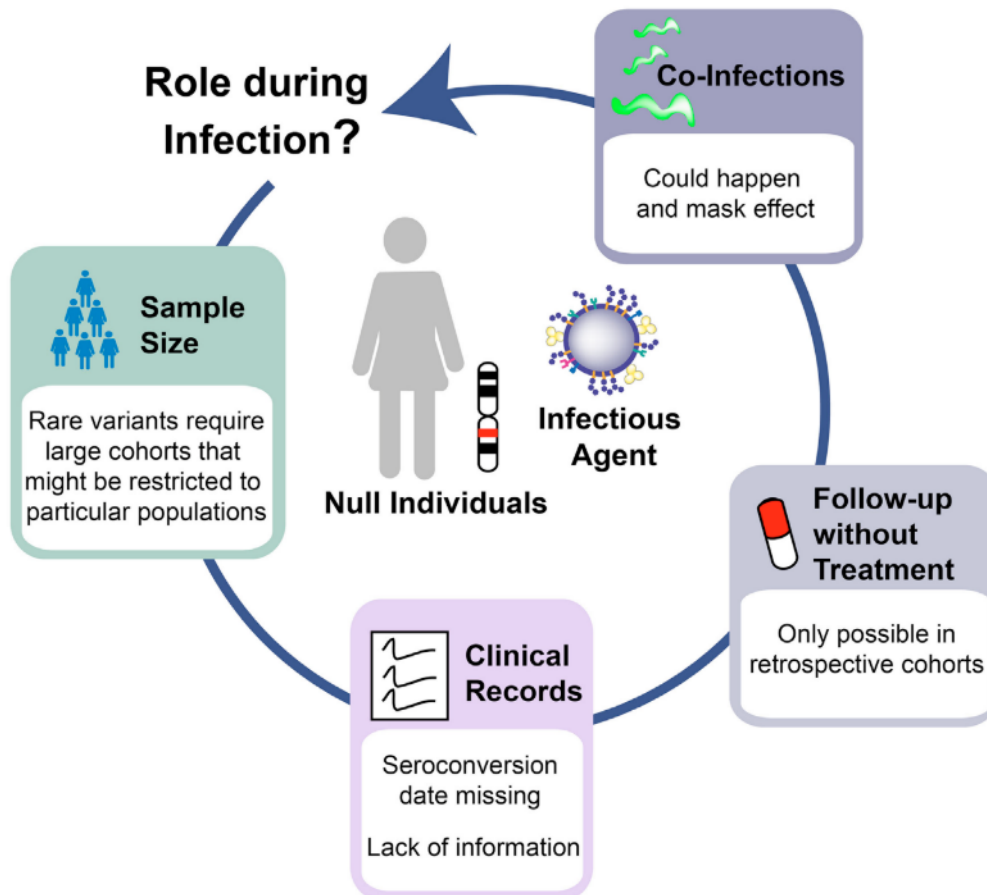 Role during
Infection?
Co-Infections
Could happen
and mask effect
Sample
Size
Rare variants require
large cohorts that
might be restricted to
particular populations
Null Individuals
Infectious
Agent
Follow-up
without
Treatment
Only possible in
retrospective cohorts
Clinical
Records
Seroconversion
date missing
Lack of information